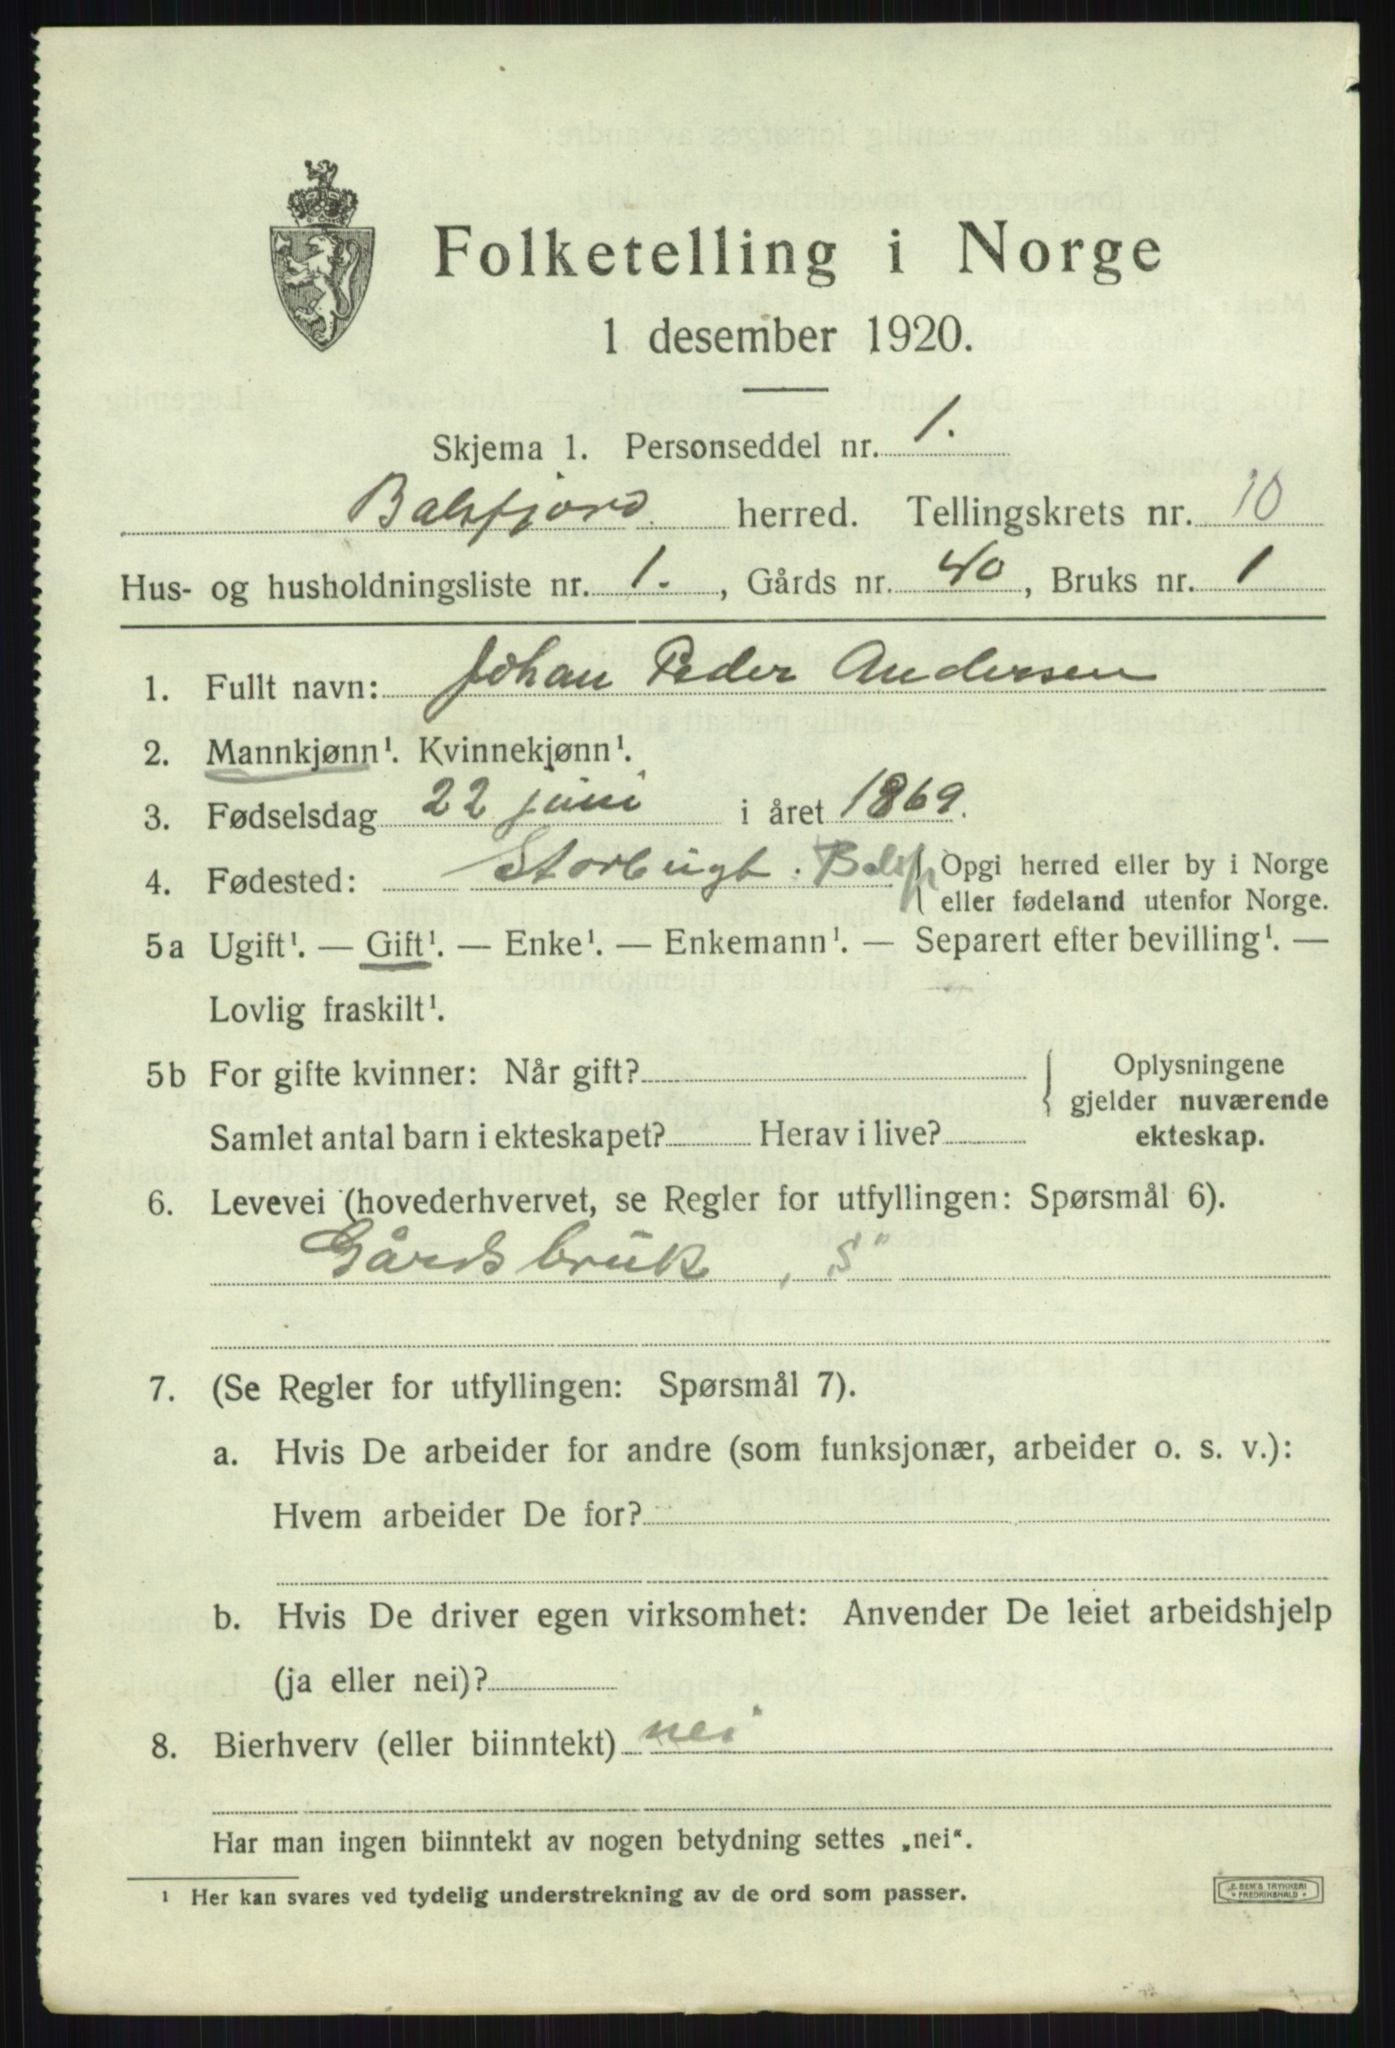 Folketelling i Norge
1 desember 1920.
Skjema 1. Personseddel nr. 1.
Balsfjord herred. Tellingskrets nr. 10
Hus- og husholdningsliste nr. 1. , Gårds nr. 40 , Bruks nr. 1
1. Fullt navn: Johan Peder Andersen
2. Mannkjønn¹. Kvinnekjønn¹.
3. Fødselsdag 22 juni i året 1869.
4. Fødested: Storbugt. Balsfj { Opgi herred eller by i Norge
eller fødeland utenfor Norge.
5a Ugift¹. — Gift¹. — Enke¹. — Enkemann¹. — Separert efter bevilling¹. —
Lovlig fraskilt¹.
5b For gifte kvinner: Når gift? { Oplysningene
gjelder nuværende
Samlet antal barn i ekteskapet? Herav i live? ekteskap.
6. Levevei (hovederhvervet, se Regler for utfyllingen: Spørsmål 6).
Gårdsbruk, „S"
7. (Se Regler for utfyllingen: Spørsmål 7).
a. Hvis De arbeider for andre (som funksjonær, arbeider o. s. v.):
Hvem arbeider De for?
b. Hvis De driver egen virksomhet: Anvender De leiet arbeidshjelp
(ja eller nei)?
8. Bierhverv (eller biinntekt) nei
Har man ingen biinntekt av nogen betydning settes „nei“.
¹ Her kan svares ved tydelig understrekning av de ord som passer.
E. SEM'S TRYKKERI
FREDRIKSHALD